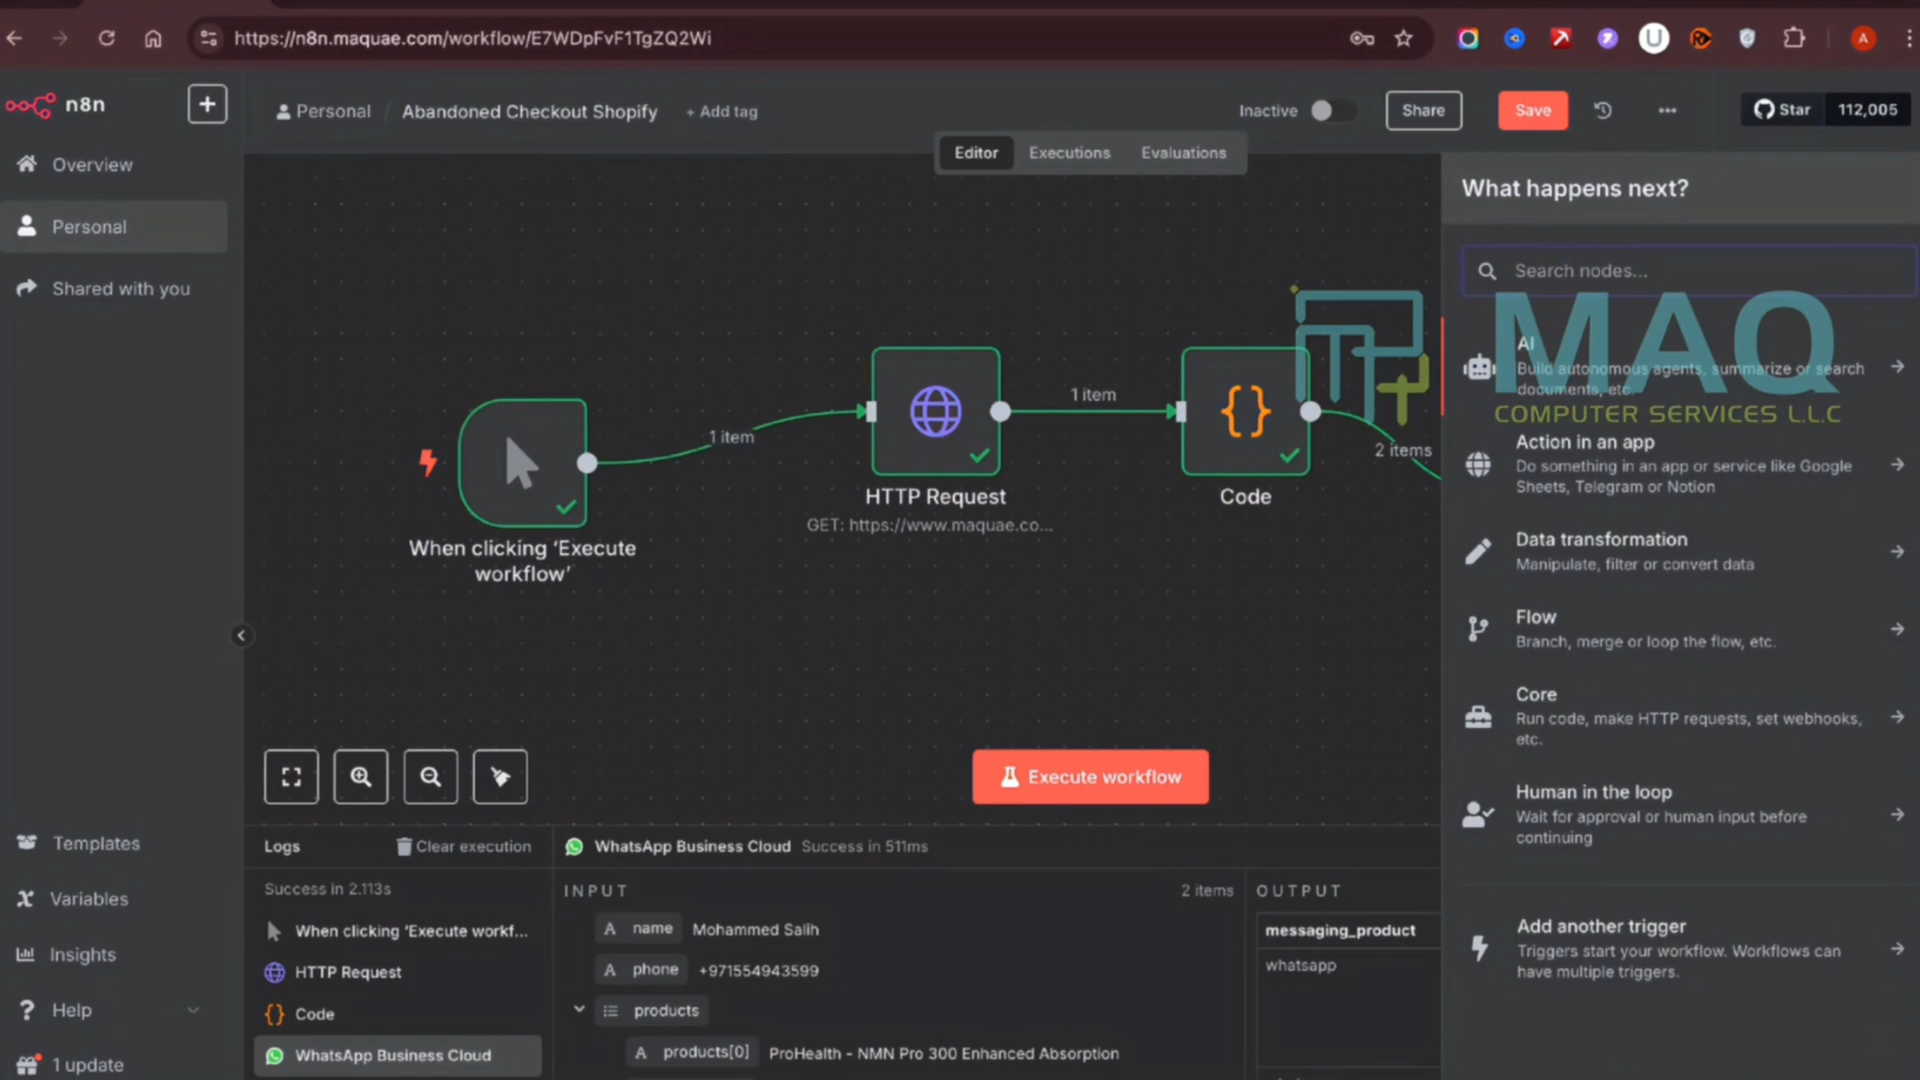 https://n8n.maquae.com/workflow/E7WDpFvF1TgZQ2Wi
U
A
n8n
Personal / Abandoned Checkout Shopify + Add tag
Inactive
Share
Save
Star 112,005
Editor Executions Evaluations
Overview
Personal
Shared with you
Templates
Variables
Insights
Help
1 update
1 item
1 item
2 items
When clicking ‘Execute
workflow’
HTTP Request
GET: https://www.maquae.co...
Code
Execute workflow
What happens next?
Search nodes...
MAQ
COMPUTER SERVICES L.L.C
AI
Build autonomous agents, summarize or search
documents, etc.
Action in an app
Do something in an app or service like Google
Sheets, Telegram or Notion
Data transformation
Manipulate, filter or convert data
Flow
Branch, merge or loop the flow, etc.
Core
Run code, make HTTP requests, set webhooks,
etc.
Human in the loop
Wait for approval or human input before
continuing
Add another trigger
Triggers start your workflow. Workflows can
have multiple triggers.
Logs
Clear execution
Success in 2.113s
When clicking ‘Execute workf...
HTTP Request
Code
WhatsApp Business Cloud
WhatsApp Business Cloud Success in 511ms
INPUT
2 items
A name Mohammed Salih
A phone +971554943599
products
A products[0] ProHealth - NMN Pro 300 Enhanced Absorption
OUTPUT
messaging_product
whatsapp